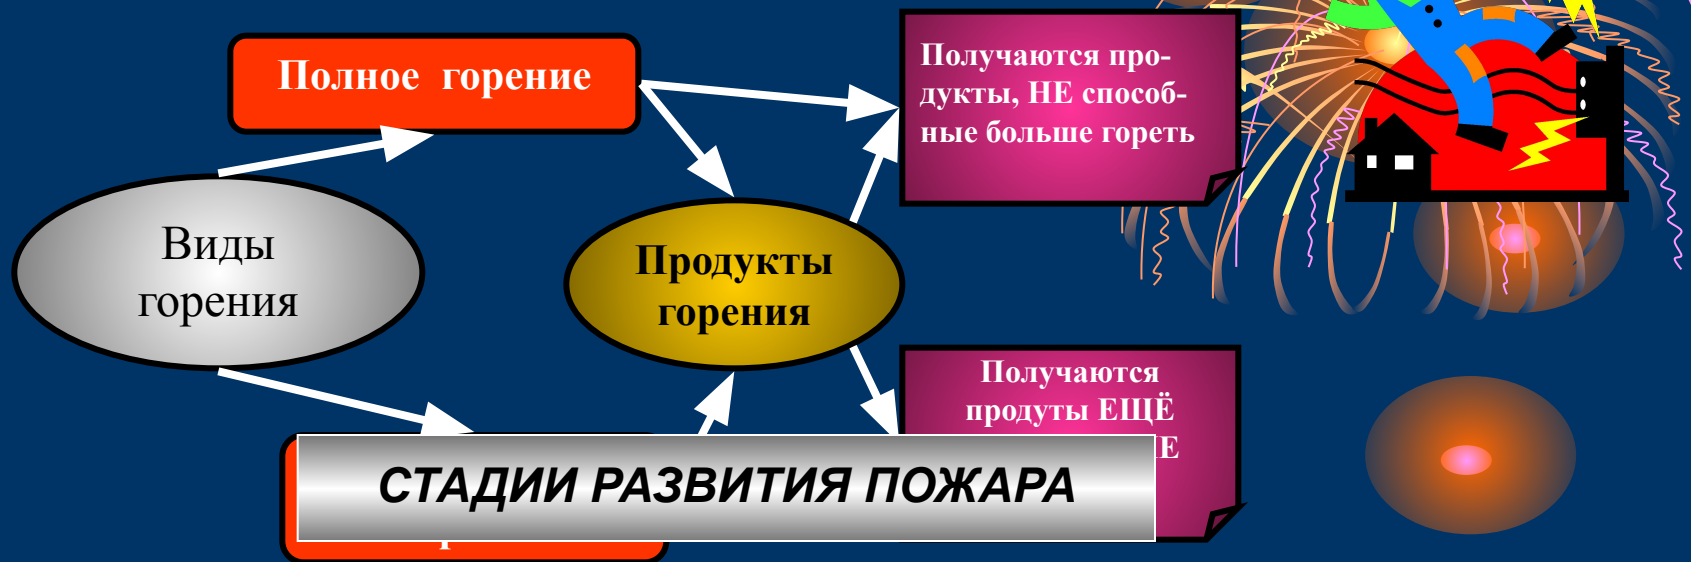 Полное горение
Получаются про-
дукты, НЕ способ-
ные больше гореть
Виды
горения
Продукты
горения
Получаются
продуты ЕЩЁ
СТАДИИ РАЗВИТИЯ ПОЖАРА